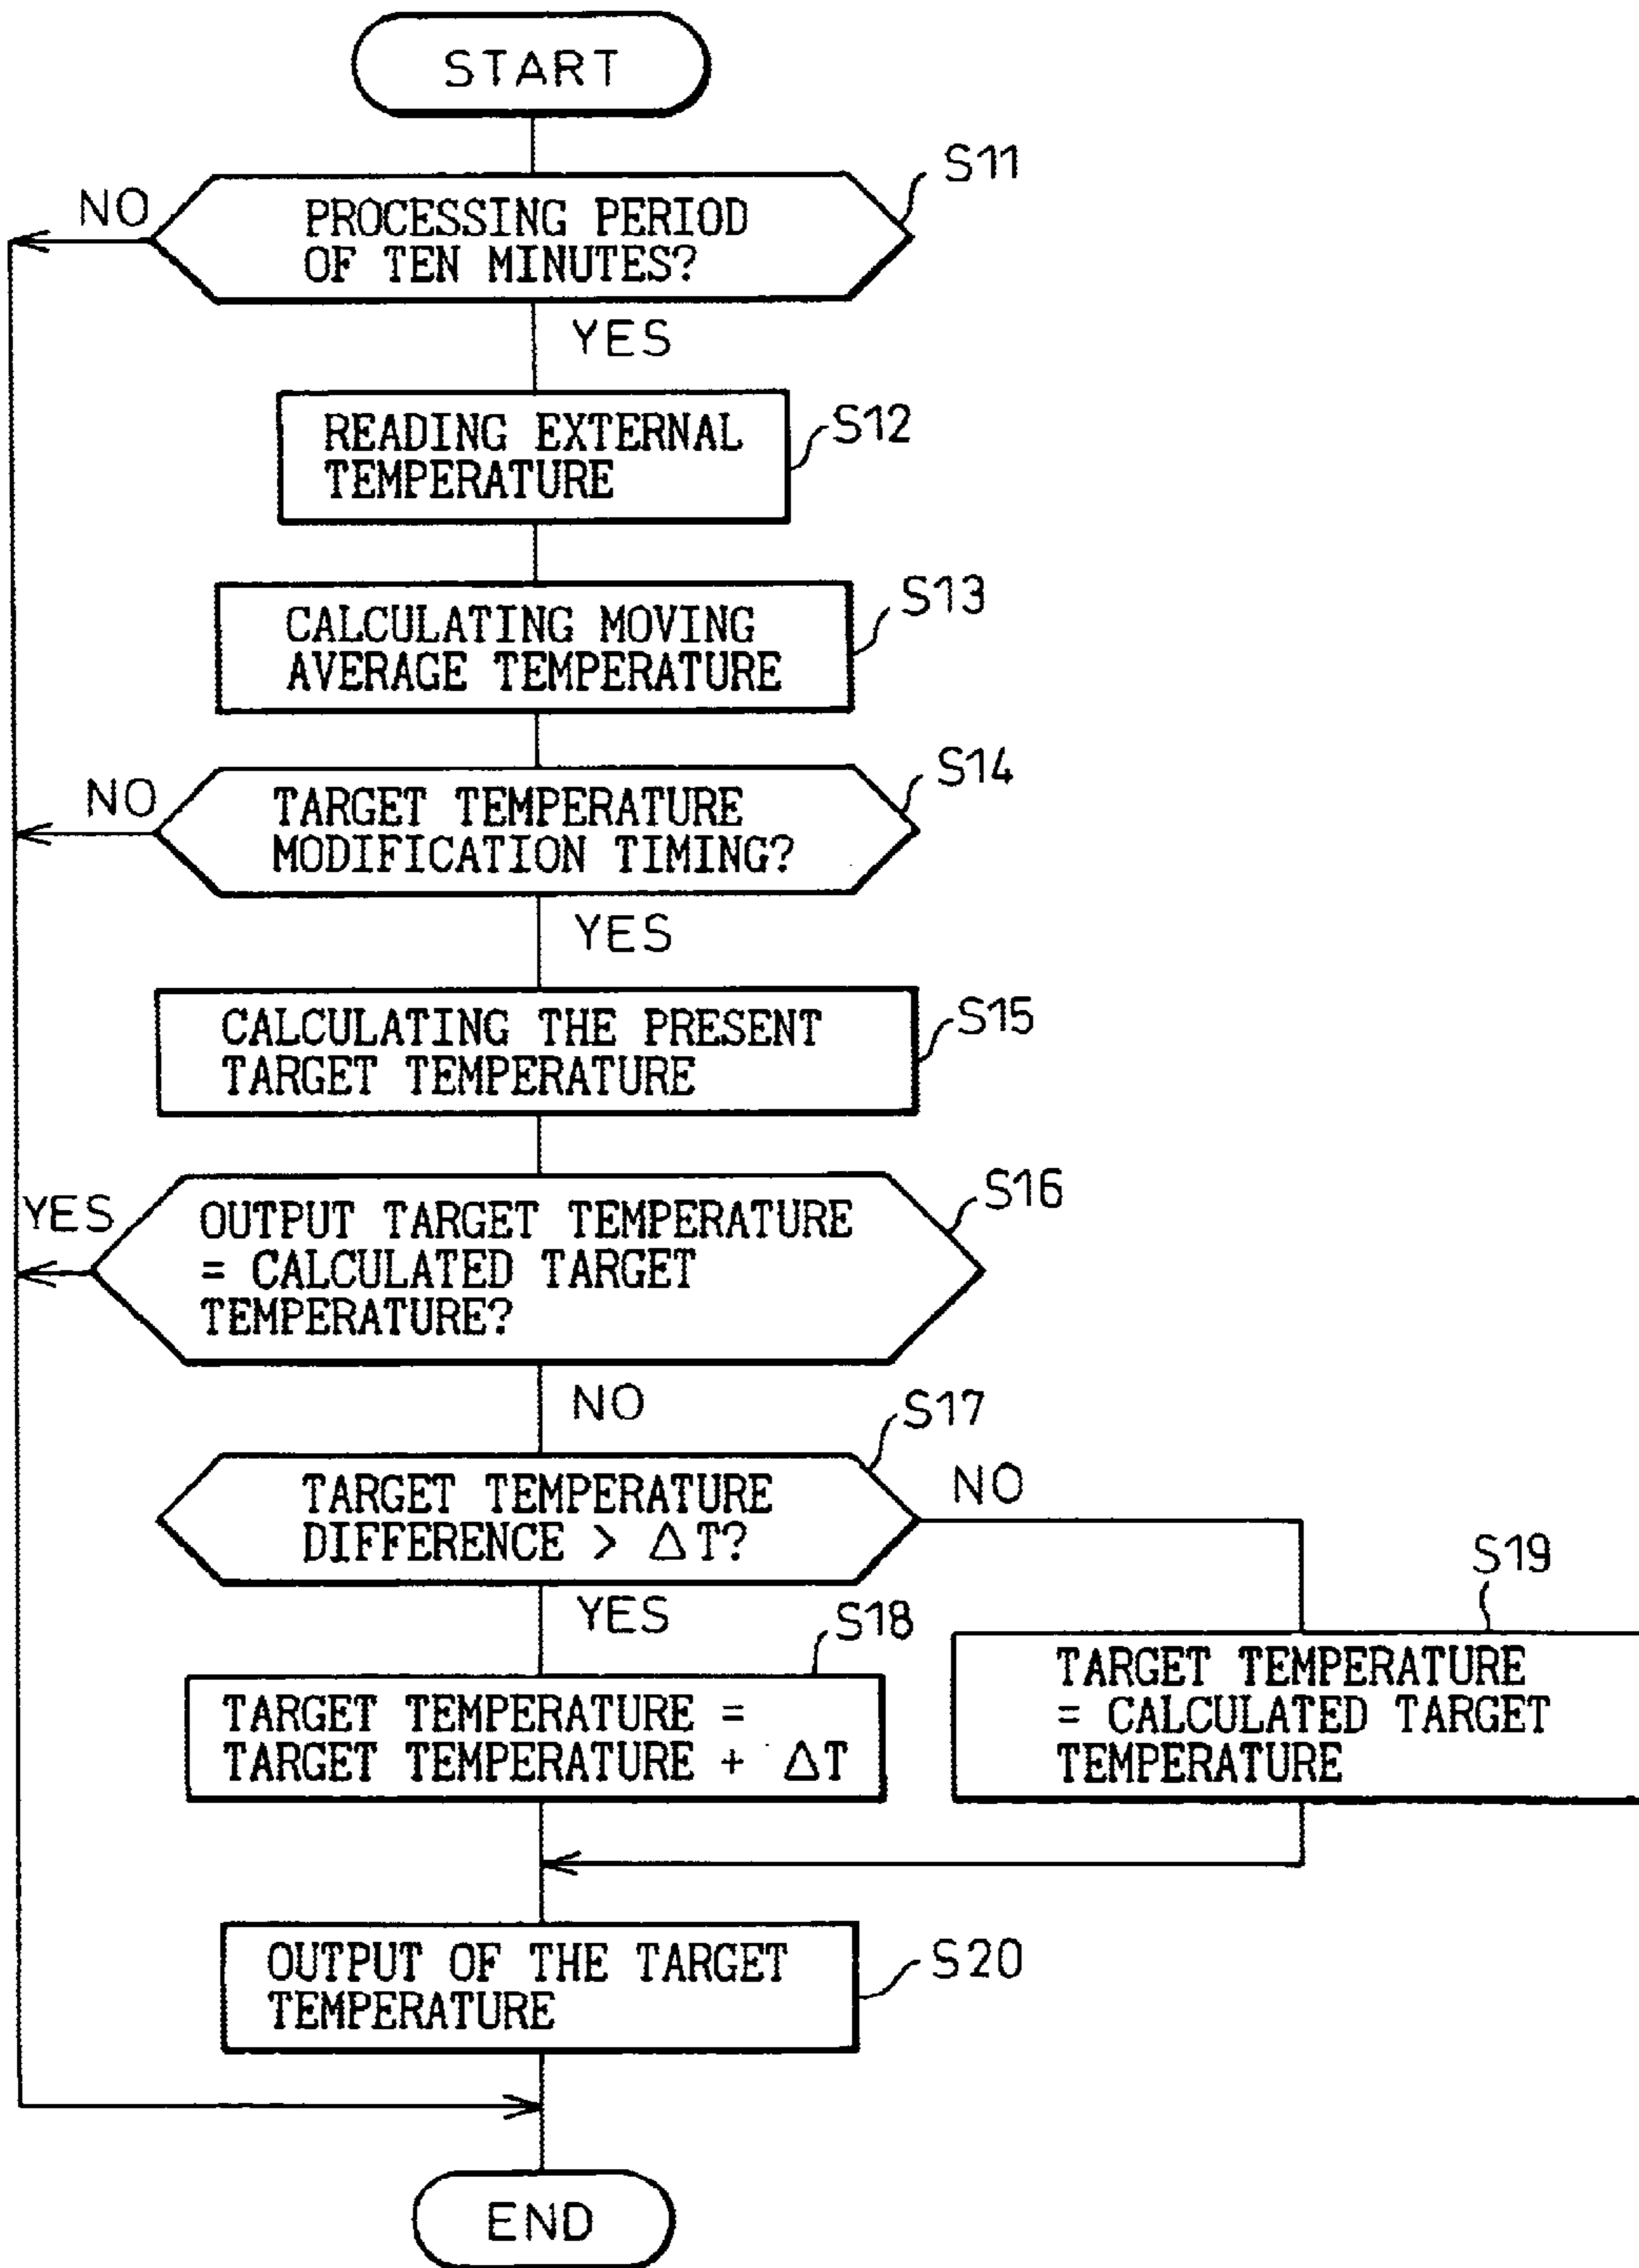 START
S11
NO
PROCESSING PERIOD
OF TEN MINUTES?
YES
S12
READING EXTERNAL
TEMPERATURE
S13
CALCULATING MOVING
AVERAGE TEMPERATURE
S14
NO
TARGET TEMPERATURE
MODIFICATION TIMING?
YES
S15
CALCULATING THE PRESENT
TARGET TEMPERATURE
S16
YES
OUTPUT TARGET TEMPERATURE
= CALCULATED TARGET
TEMPERATURE?
NO
S17
TARGET TEMPERATURE
DIFFERENCE > ΔT?
NO
YES
S18
S19
TARGET TEMPERATURE =
TARGET TEMPERATURE + ΔT
TARGET TEMPERATURE
= CALCULATED TARGET
TEMPERATURE
S20
OUTPUT OF THE TARGET
TEMPERATURE
END